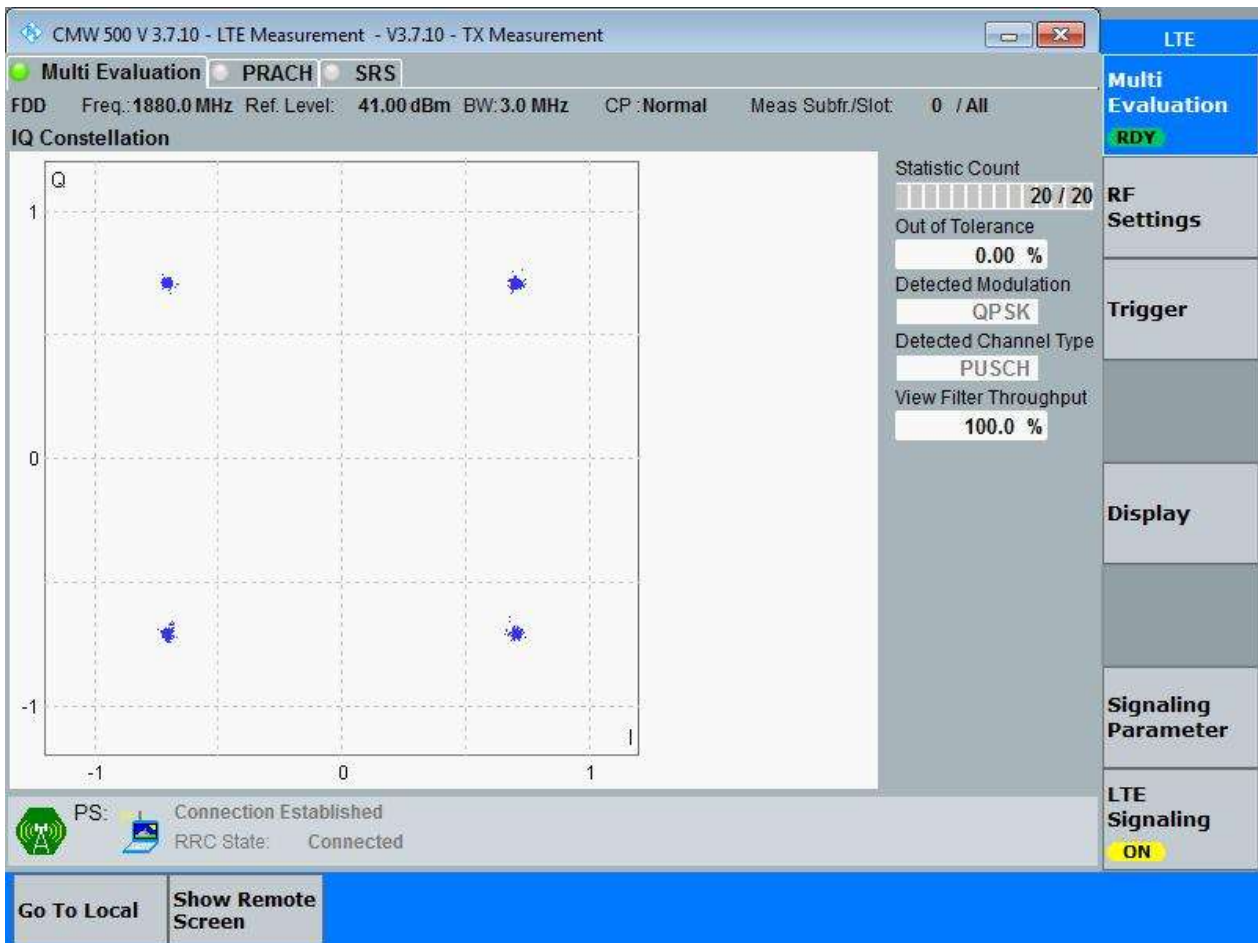 CMW 500 V 3.7.10 - LTE Measurement - V3.7.10 - TX Measurement
LTE
Multi Evaluation PRACH SRS
FDD Freq.:1880.0 MHz Ref. Level: 41.00 dBm BW:3.0 MHz CP :Normal Meas Subfr./Slot: 0 / All
IQ Constellation
Q
1
0
-1
I
-1 0 1
Statistic Count
20 / 20
Out of Tolerance
0.00 %
Detected Modulation
QPSK
Detected Channel Type
PUSCH
View Filter Throughput
100.0 %
Multi
Evaluation
RDY
RF
Settings
Trigger
Display
Signaling
Parameter
LTE
Signaling
ON
PS: Connection Established
RRC State: Connected
Go To Local
Show Remote
Screen